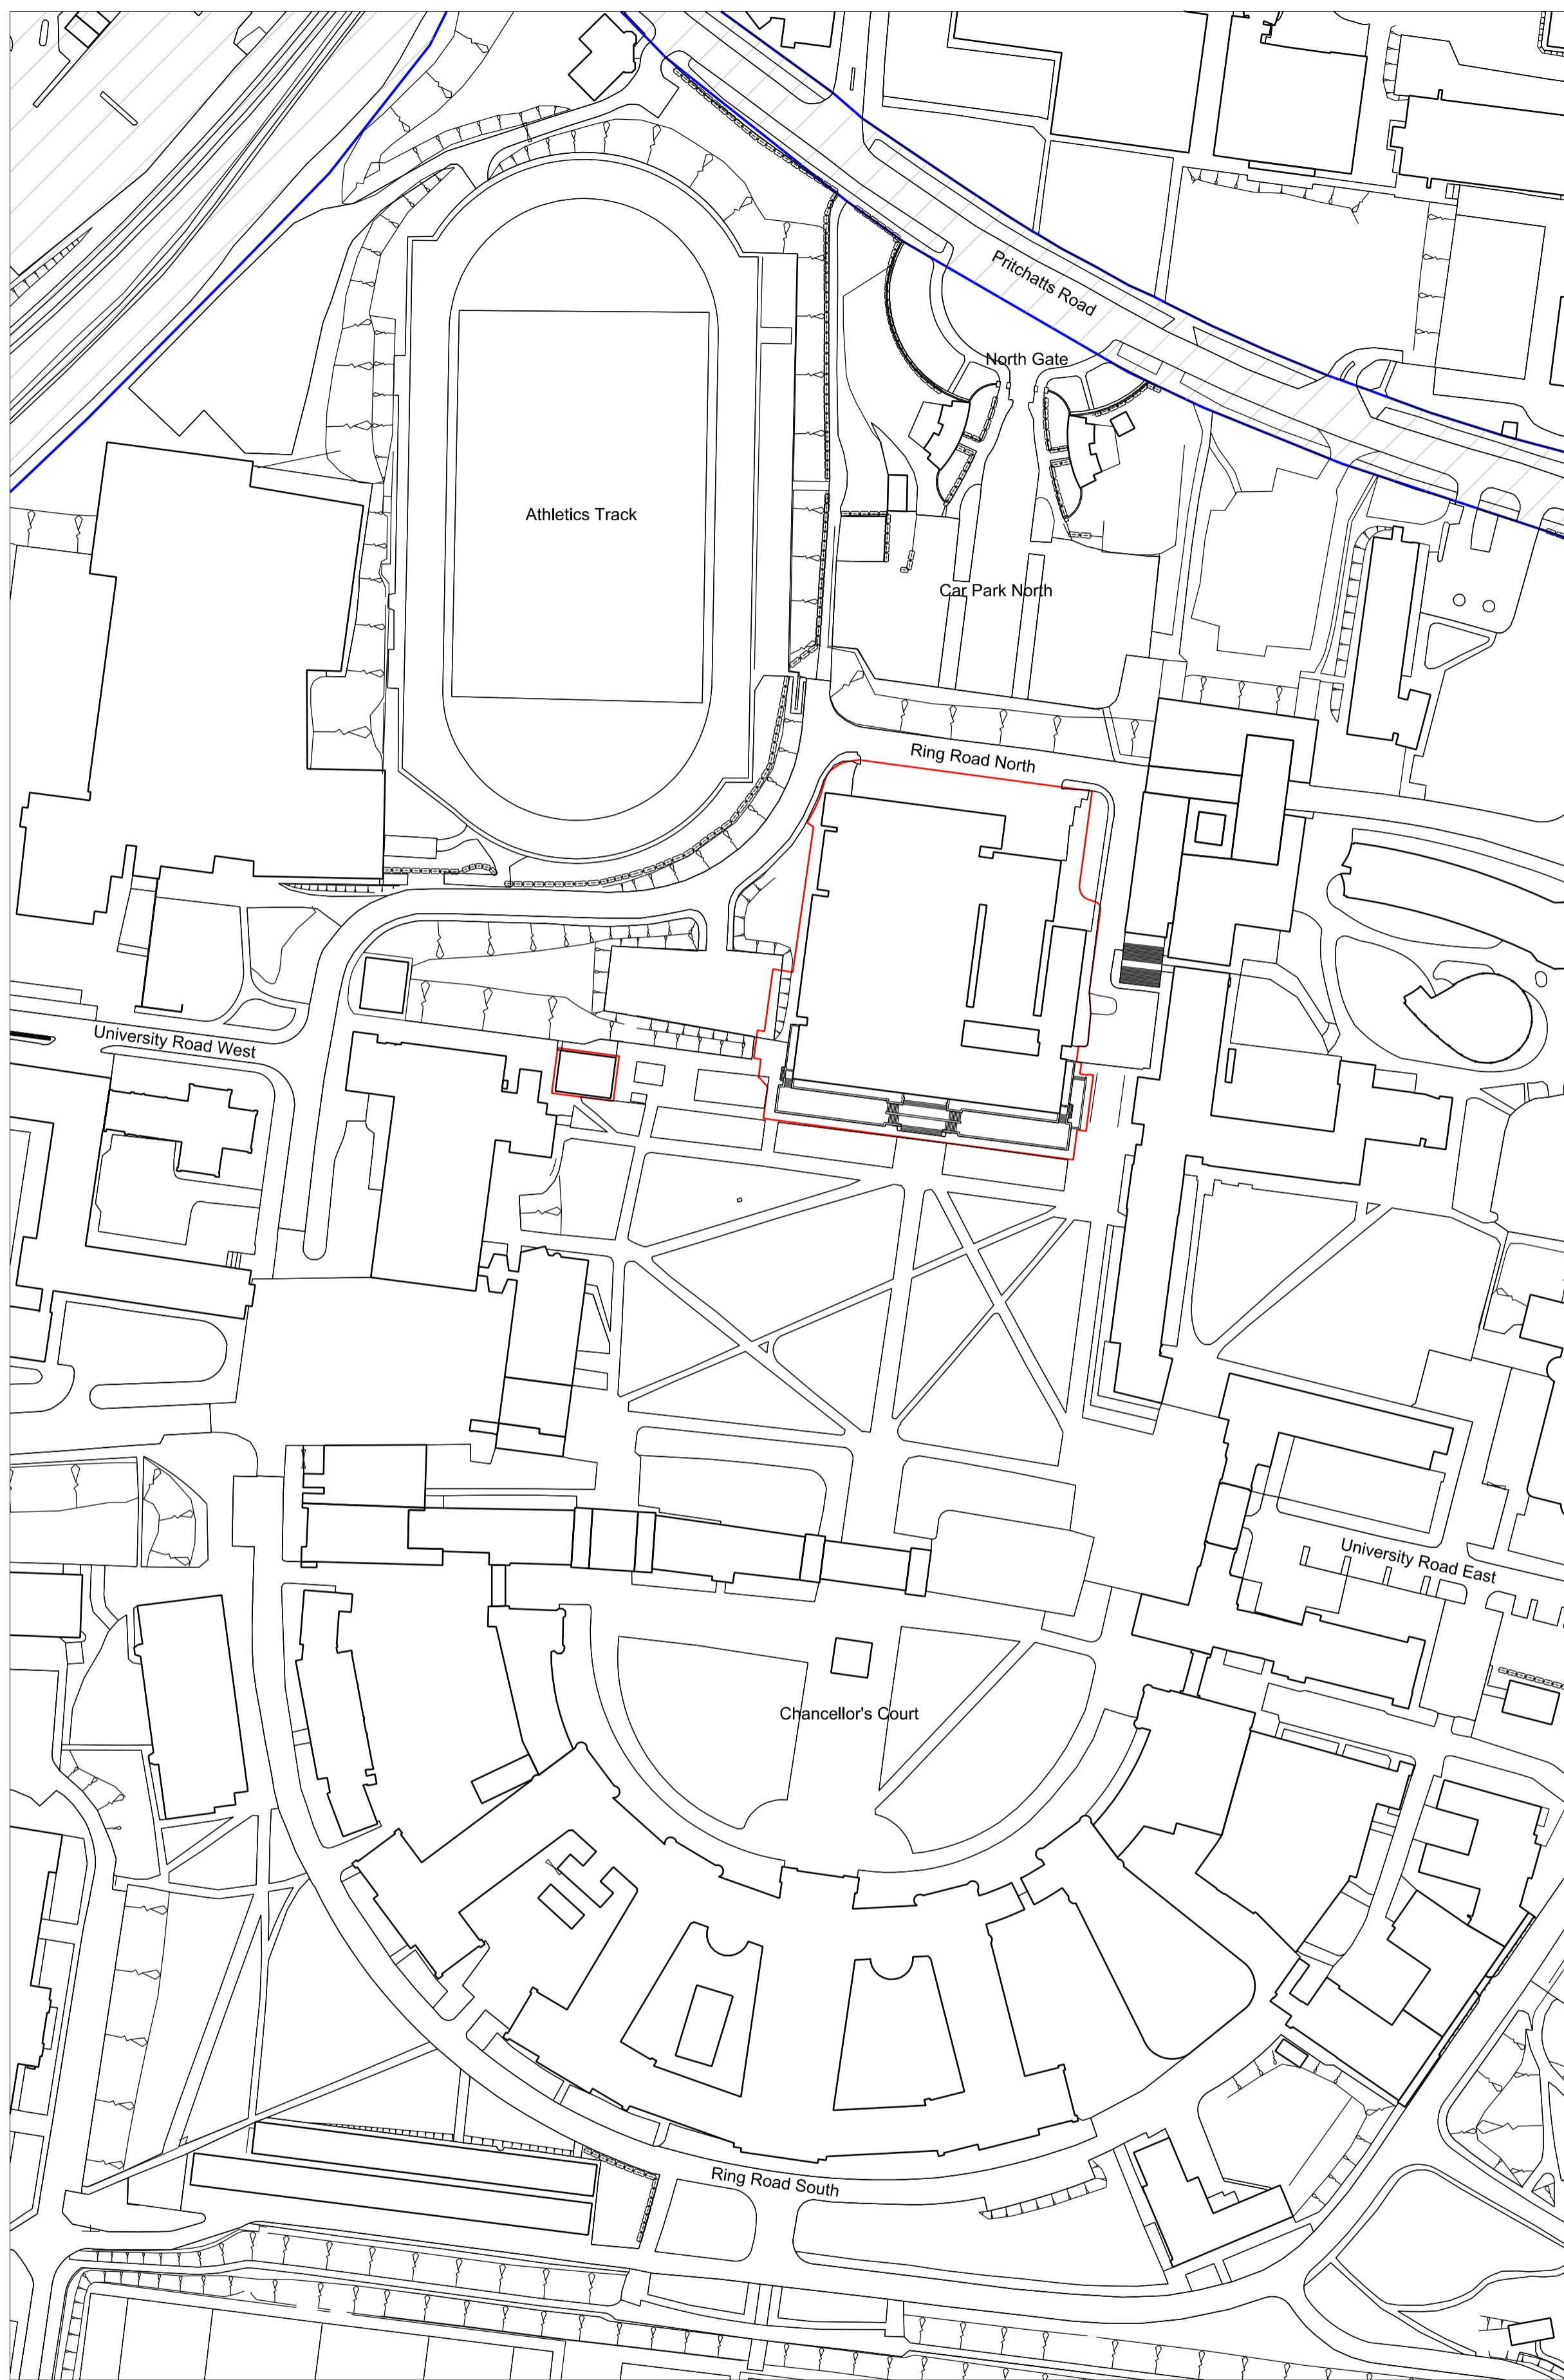 Pritchatts Road
North Gate
Athletics Track
Car Park North
Ring Road North
University Road West
University Road East
Chancellor's Court
Ring Road South